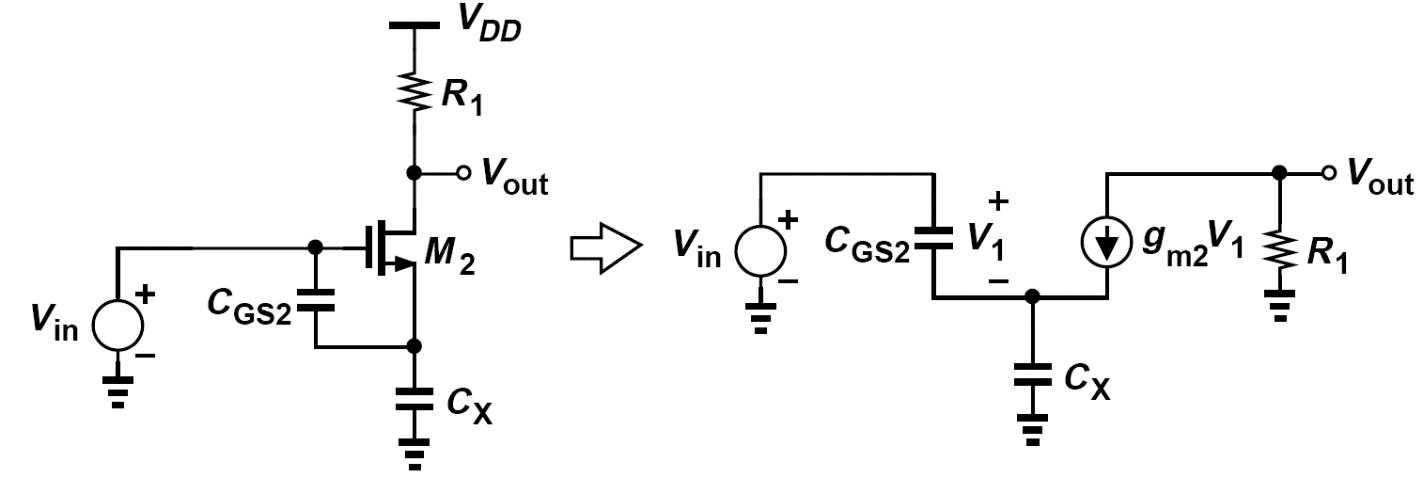 VDD
R1
Vout
M2
CGS2
Vin
+
−
CX
Vin
+
−
CGS2
+
V1
−
gm2V1
Vout
R1
CX